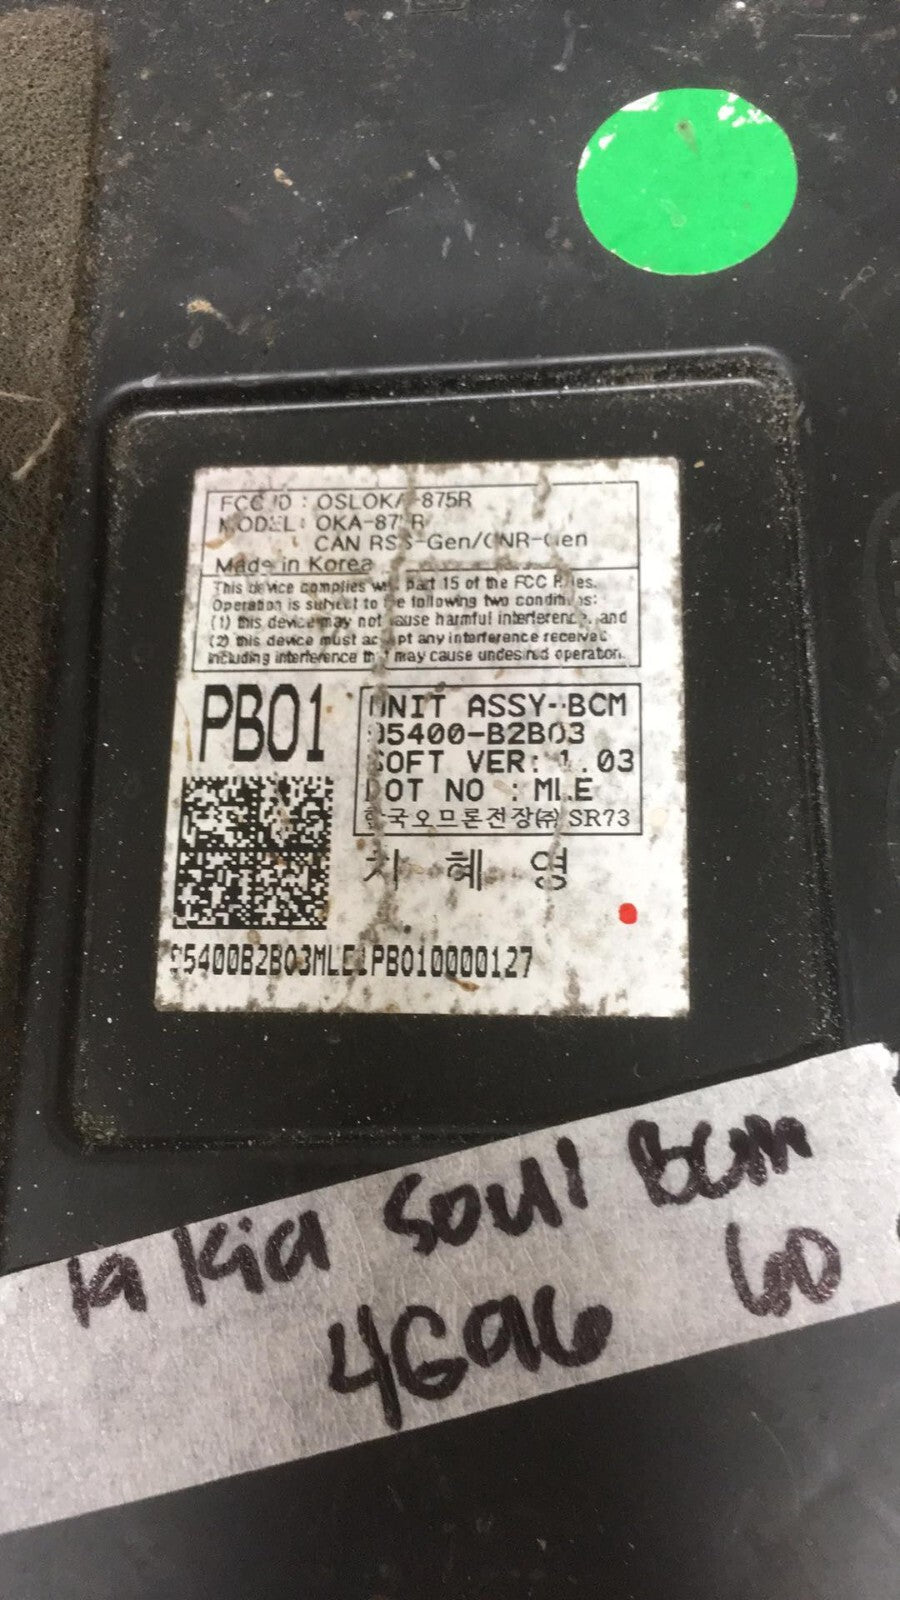 FCC ID : OSLOKA-875R
MODEL : OKA-875R
CAN RSS-Gen/CNR-Gen
Made in Korea
This device complies with part 15 of the FCC Rules.
Operation is subject to the following two conditions:
(1) this device may not cause harmful interference, and
(2) this device must accept any interference received
including interference that may cause undesired operation.
PB01
UNIT ASSY-BCM
95400-B2B03
SOFT VER: 1.03
LOT NO : MLE
한국오므론전장(주) SR73
차 혜 영
95400B2B03MLE1PB010000127
Kia Soul BCM
4G96 60